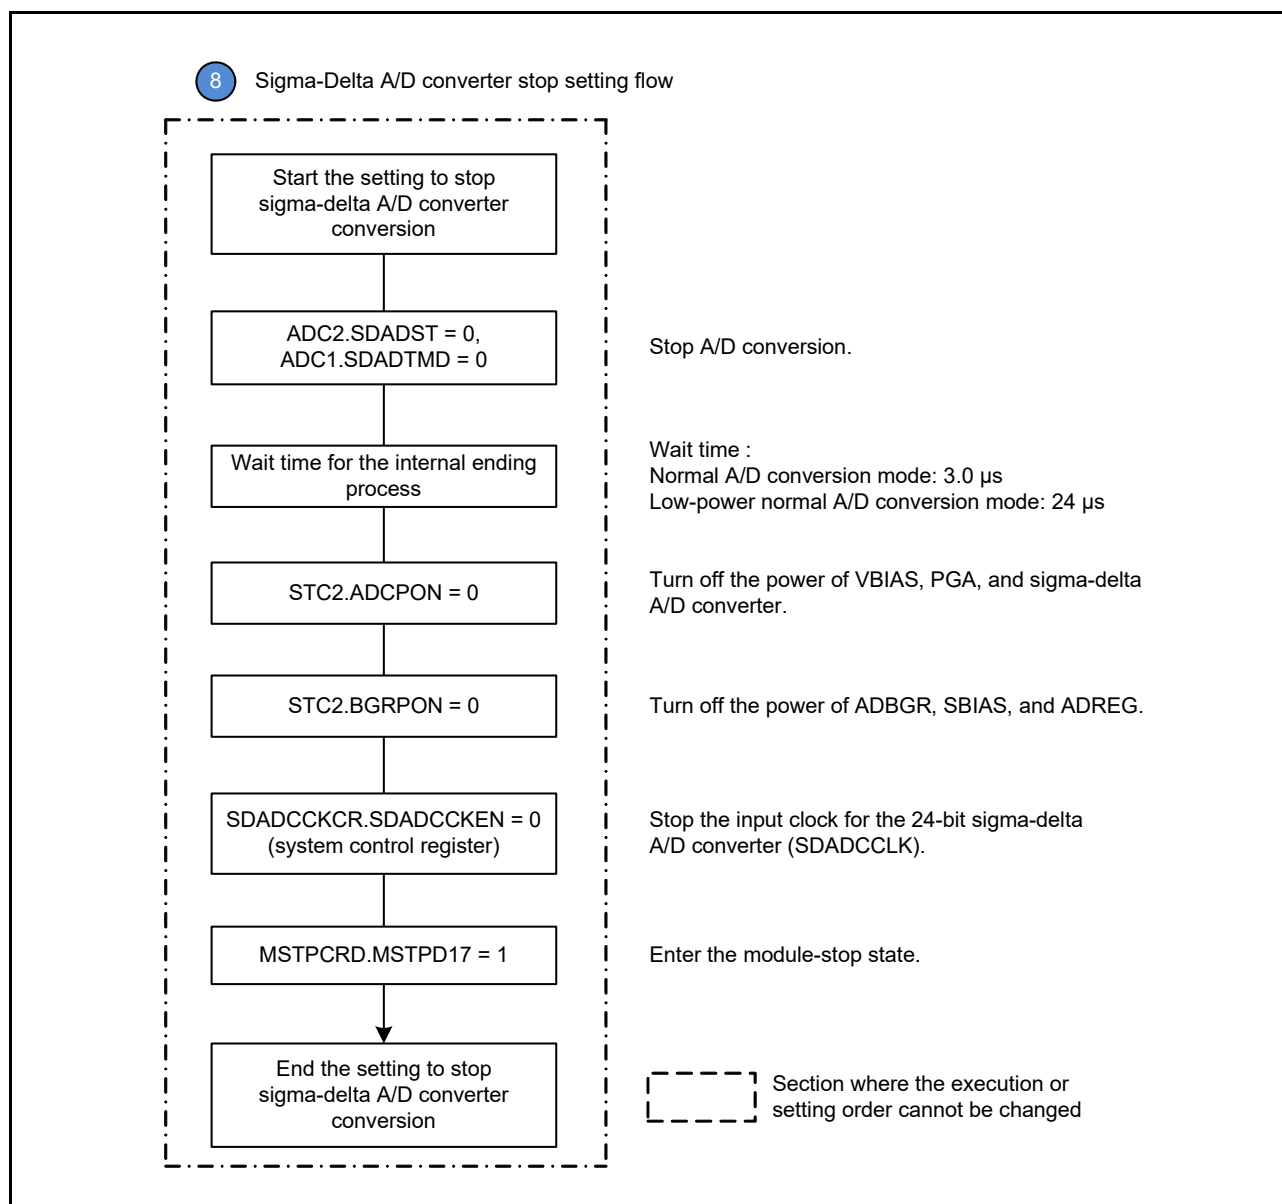 8 Sigma-Delta A/D converter stop setting flow
Start the setting to stop
sigma-delta A/D converter
conversion
ADC2.SDADST = 0,
ADC1.SDADTMD = 0
Stop A/D conversion.
Wait time for the internal ending
process
Wait time :
Normal A/D conversion mode: 3.0 µs
Low-power normal A/D conversion mode: 24 µs
STC2.ADCPON = 0
Turn off the power of VBIAS, PGA, and sigma-delta
A/D converter.
STC2.BGRPON = 0
Turn off the power of ADBGR, SBIAS, and ADREG.
SDADCCKCR.SDADCCKEN = 0
(system control register)
Stop the input clock for the 24-bit sigma-delta
A/D converter (SDADCCLK).
MSTPCRD.MSTPD17 = 1
Enter the module-stop state.
End the setting to stop
sigma-delta A/D converter
conversion
Section where the execution or
setting order cannot be changed